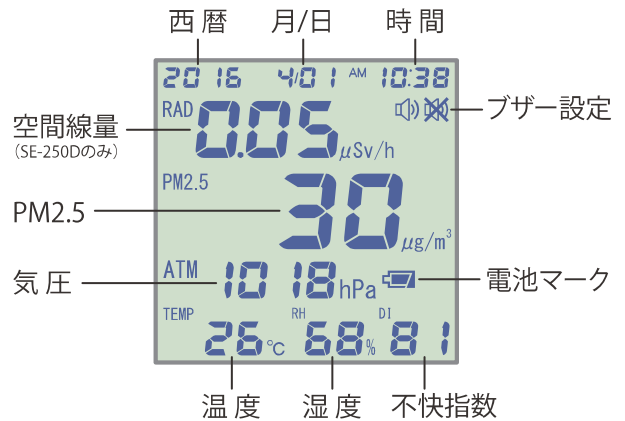 西暦 月/日 時間
2016 4/01 AM 10:38
RAD 0.05 μSv/h
ブザー設定
空間線量
（SE-250Dのみ）
PM2.5
PM2.5 30 μg/m³
気圧
ATM 1018 hPa
電池マーク
TEMP RH DI
26℃ 68% 81
温度 湿度 不快指数